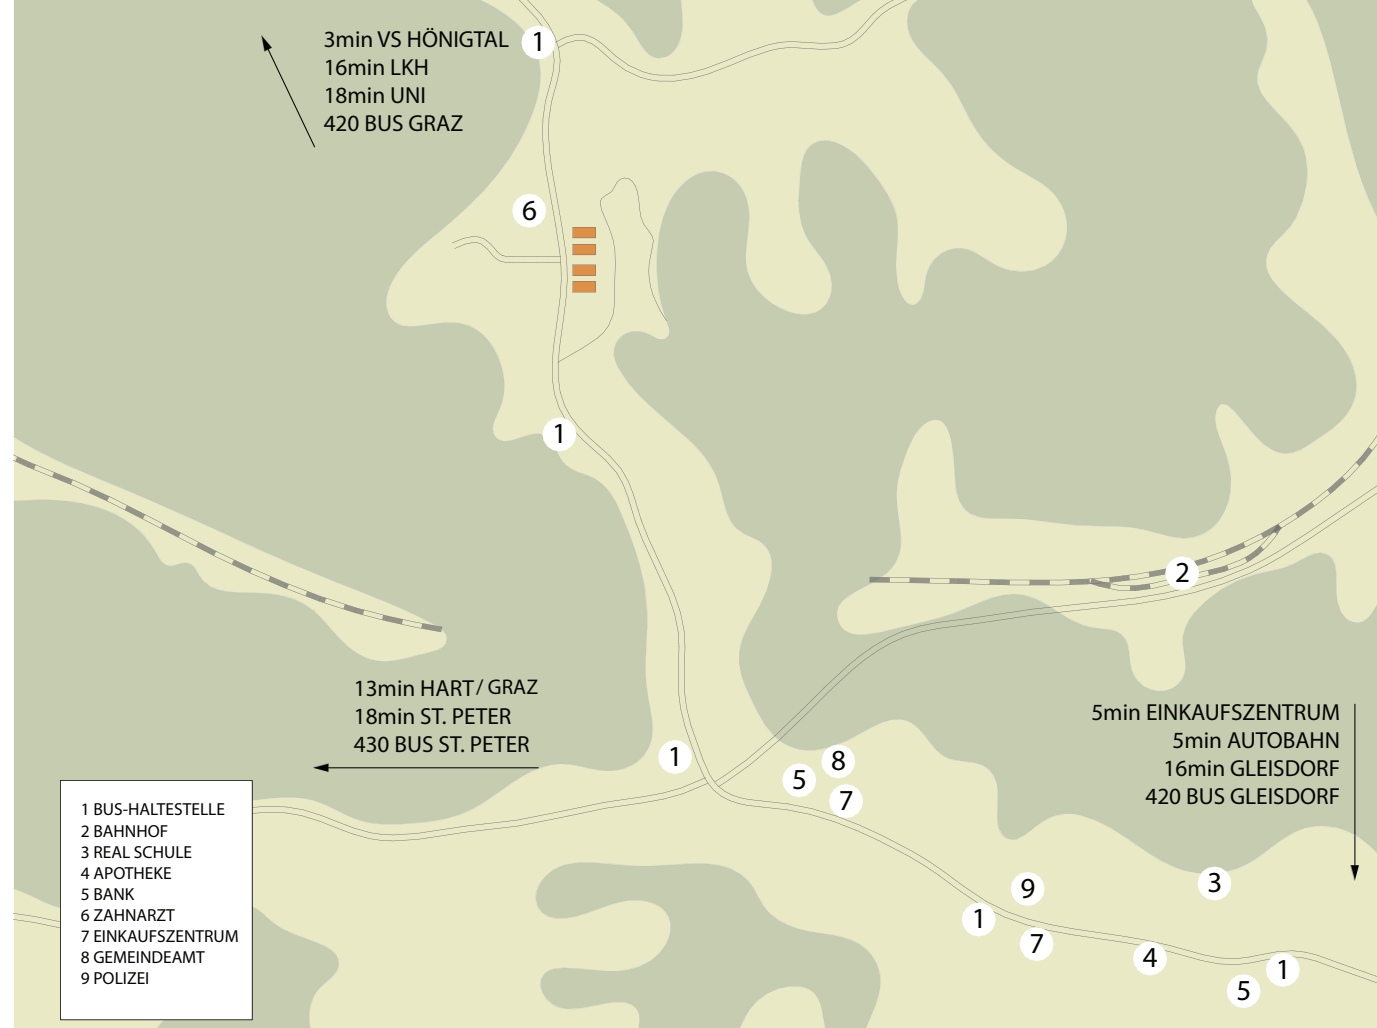 3min VS HÖNIGTAL
16min LKH
18min UNI
420 BUS GRAZ
1
6
1
2
13min HART / GRAZ
18min ST. PETER
430 BUS ST. PETER
5min EINKAUFSZENTRUM
5min AUTOBAHN
16min GLEISDORF
420 BUS GLEISDORF
1
8
5
7
1 BUS-HALTESTELLE
2 BAHNHOF
3 REAL SCHULE
4 APOTHEKE
5 BANK
6 ZAHNARZT
7 EINKAUFSZENTRUM
8 GEMEINDEAMT
9 POLIZEI
3
9
1
7
4
1
5